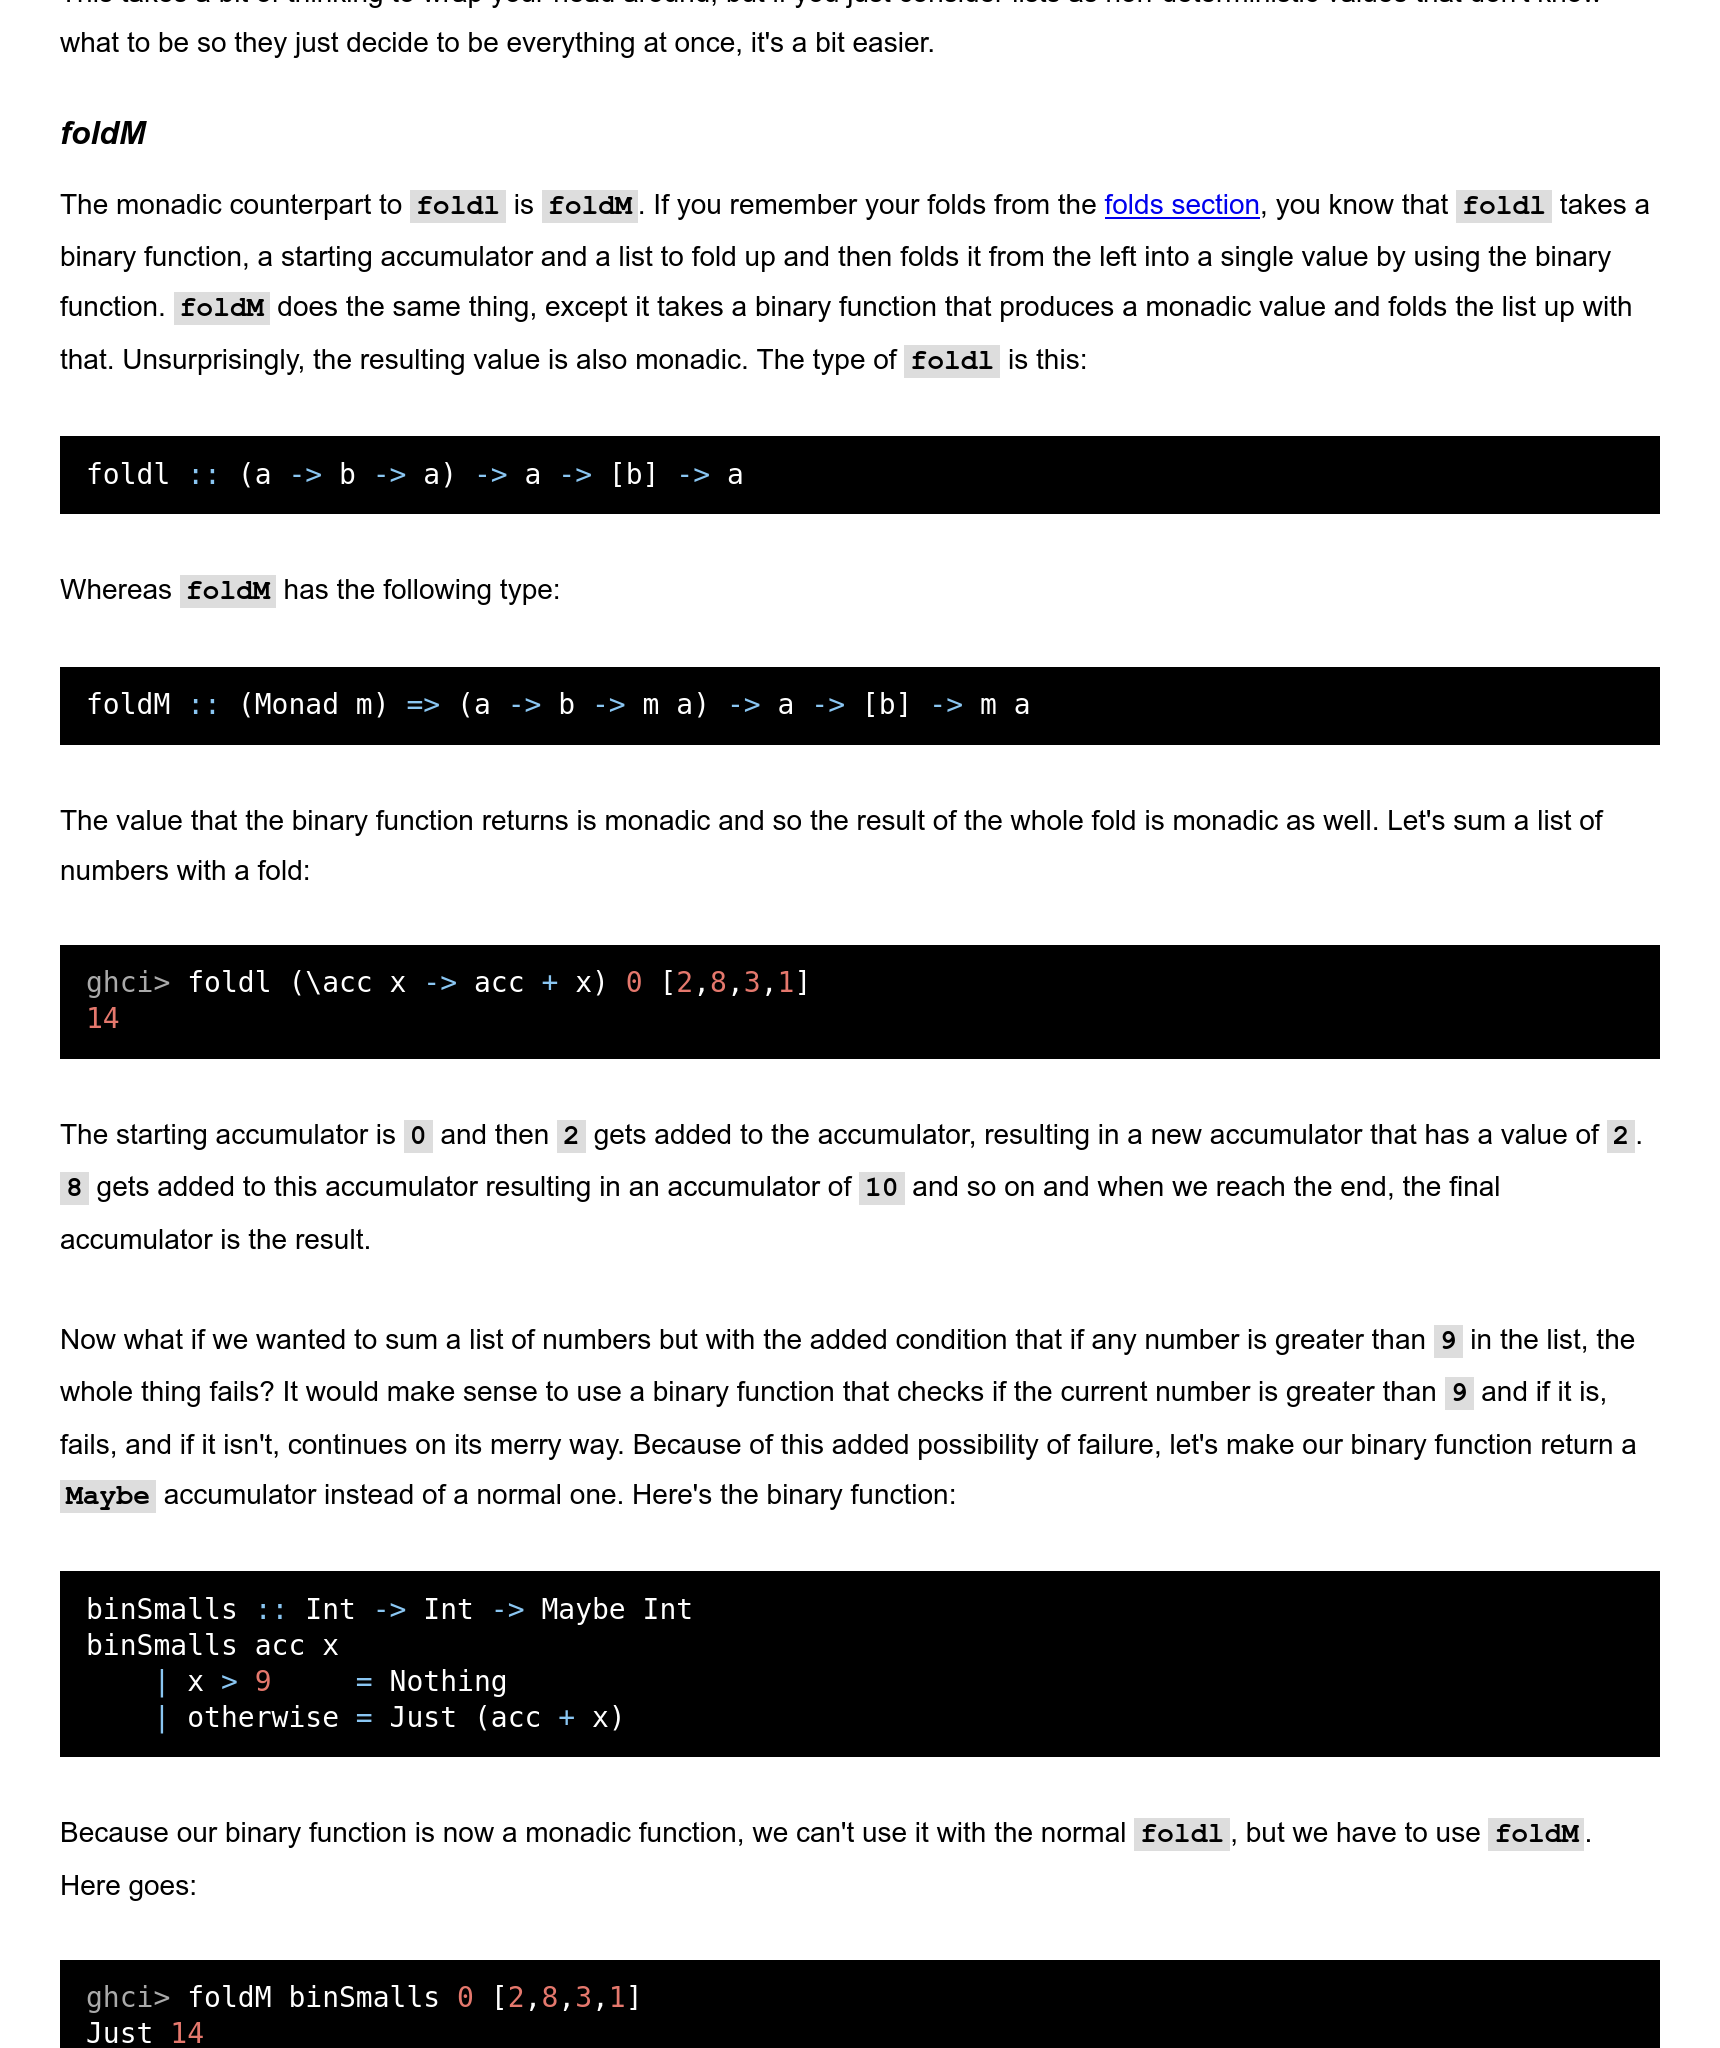 what to be so they just decide to be everything at once, it's a bit easier.
foldM
The monadic counterpart to foldl is foldM. If you remember your folds from the folds section, you know that foldl takes a
binary function, a starting accumulator and a list to fold up and then folds it from the left into a single value by using the binary
function. foldM does the same thing, except it takes a binary function that produces a monadic value and folds the list up with
that. Unsurprisingly, the resulting value is also monadic. The type of foldl is this:
foldl :: (a -> b -> a) -> a -> [b] -> a
Whereas foldM has the following type:
foldM :: (Monad m) => (a -> b -> m a) -> a -> [b] -> m a
The value that the binary function returns is monadic and so the result of the whole fold is monadic as well. Let's sum a list of
numbers with a fold:
ghci> foldl (\acc x -> acc + x) 0 [2,8,3,1]
14
The starting accumulator is 0 and then 2 gets added to the accumulator, resulting in a new accumulator that has a value of 2.
8 gets added to this accumulator resulting in an accumulator of 10 and so on and when we reach the end, the final
accumulator is the result.
Now what if we wanted to sum a list of numbers but with the added condition that if any number is greater than 9 in the list, the
whole thing fails? It would make sense to use a binary function that checks if the current number is greater than 9 and if it is,
fails, and if it isn't, continues on its merry way. Because of this added possibility of failure, let's make our binary function return a
Maybe accumulator instead of a normal one. Here's the binary function:
binSmalls :: Int -> Int -> Maybe Int
binSmalls acc x
    | x > 9     = Nothing
    | otherwise = Just (acc + x)
Because our binary function is now a monadic function, we can't use it with the normal foldl, but we have to use foldM.
Here goes:
ghci> foldM binSmalls 0 [2,8,3,1]
Just 14